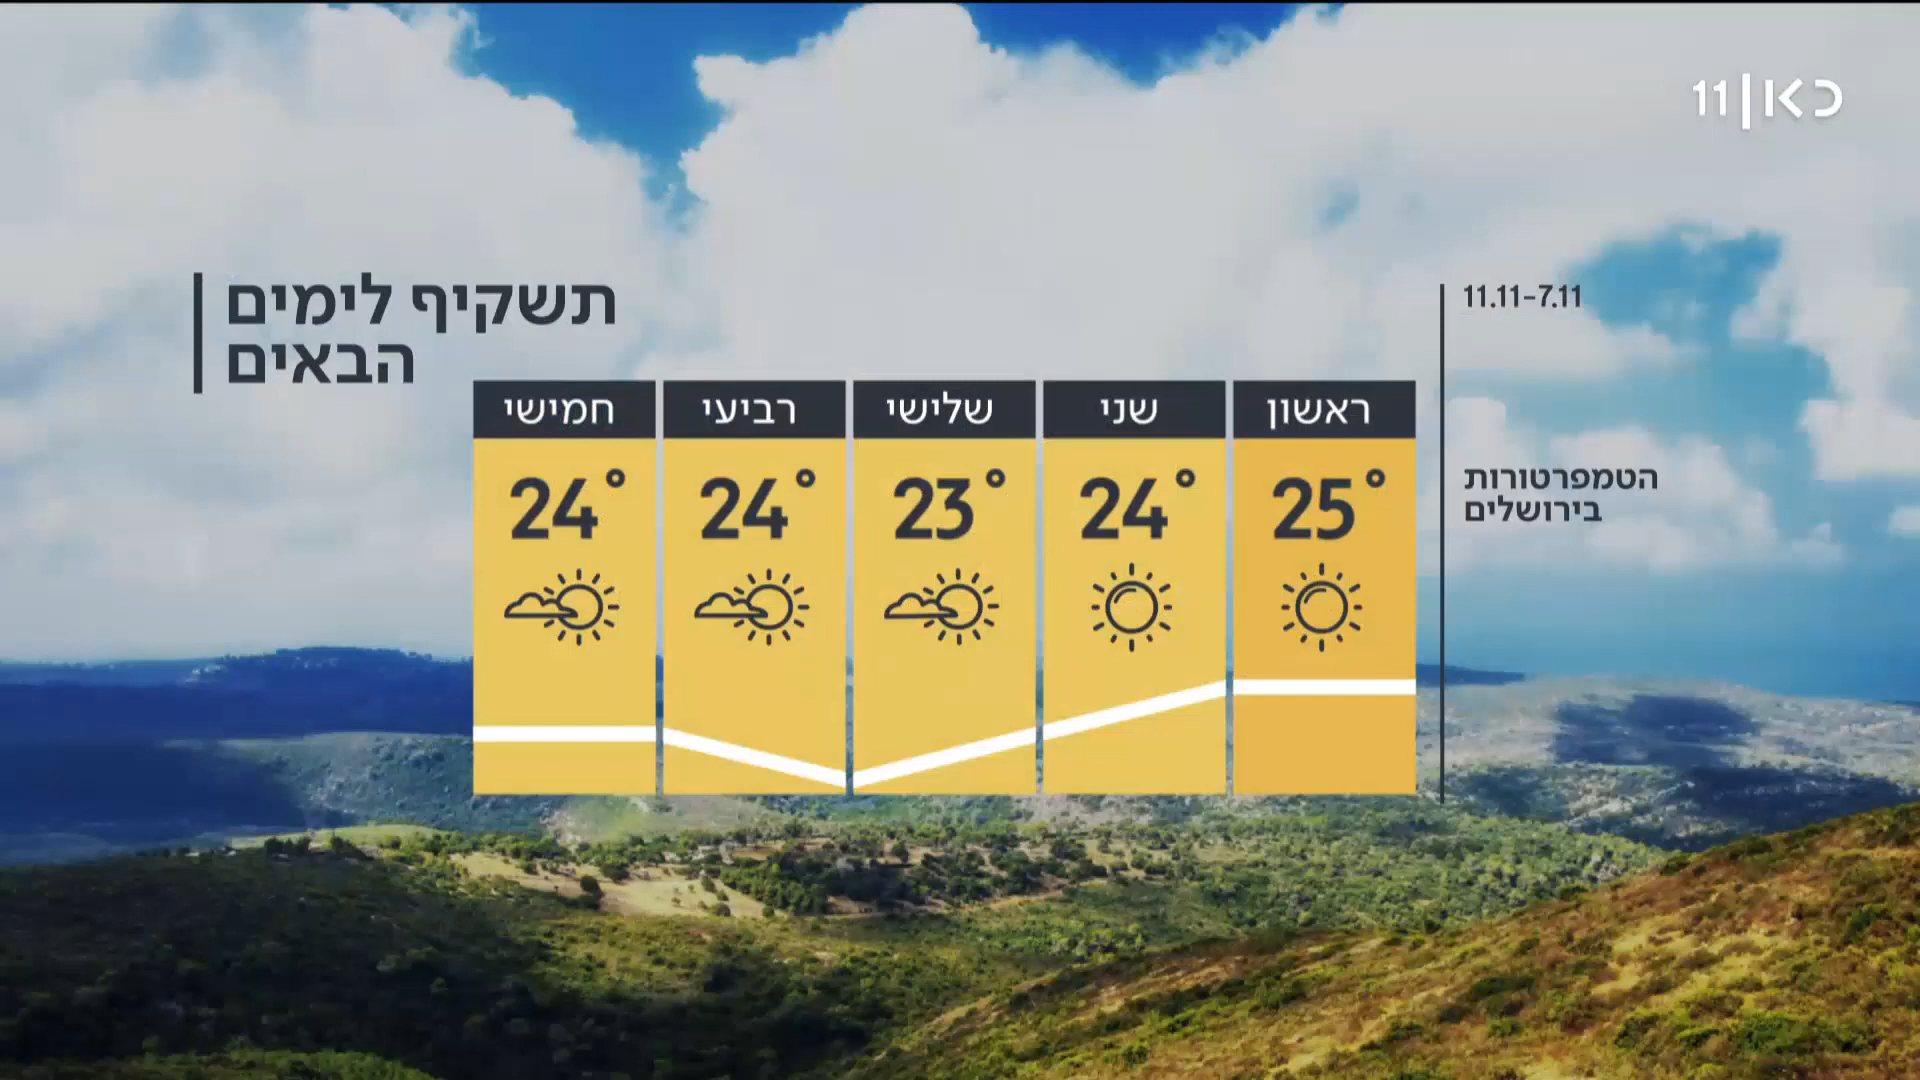 כאן 11
תשקיף לימים
הבאים
11.11-7.11
הטמפרטורות
בירושלים
ראשון
25°
שני
24°
שלישי
23°
רביעי
24°
חמישי
24°